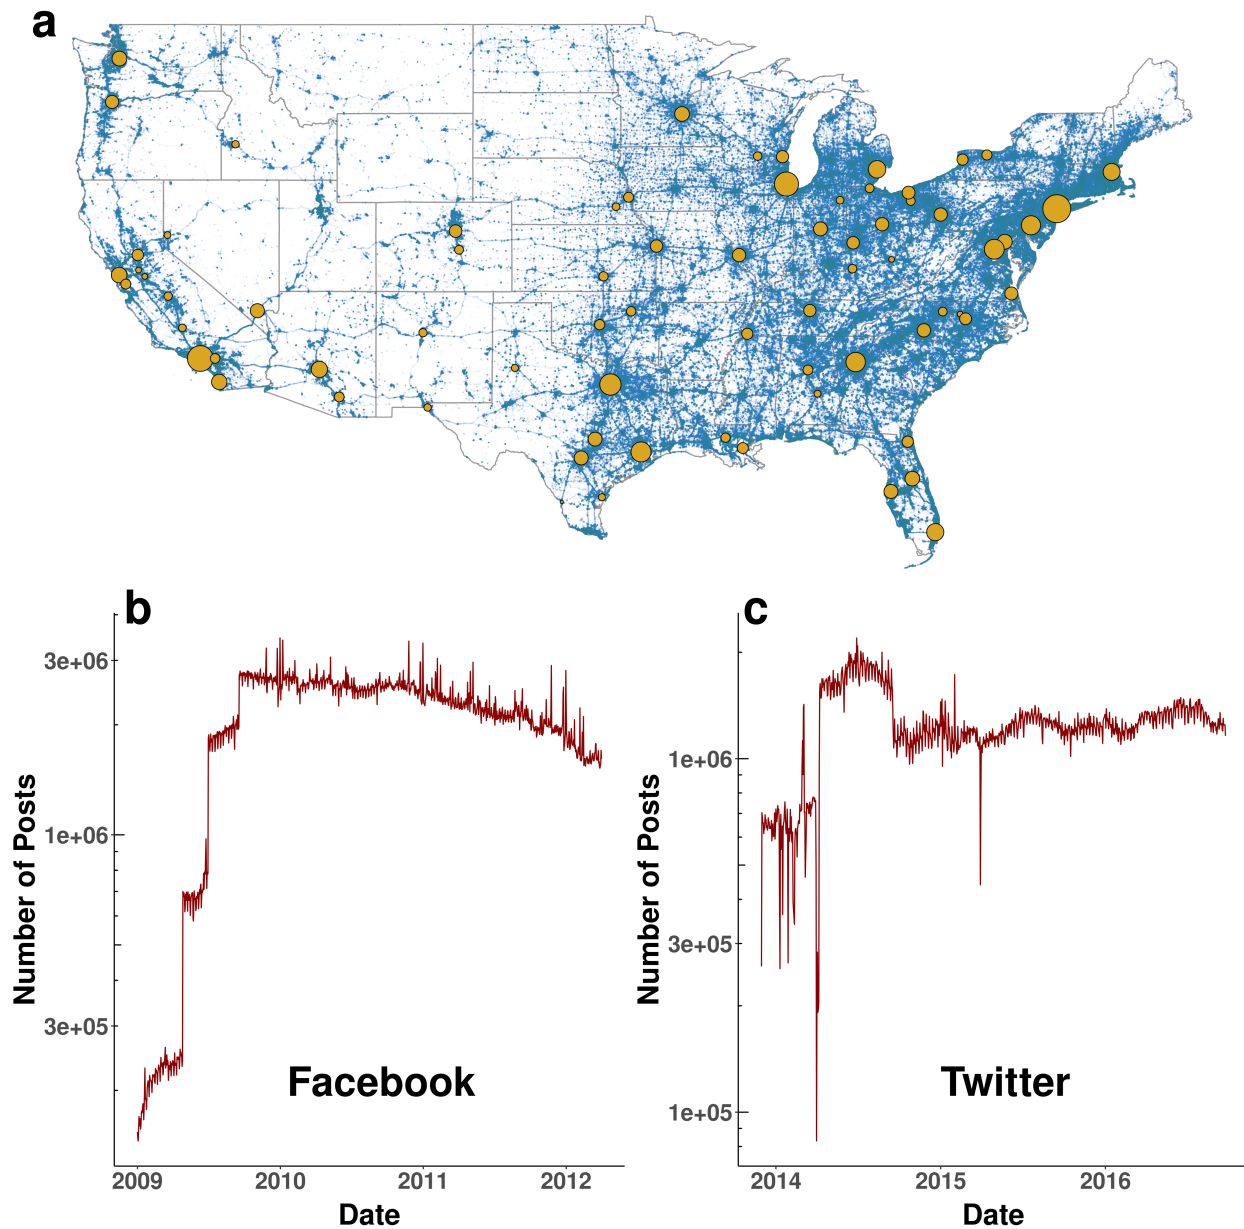 a
b
3e+06
1e+06
3e+05
Number of Posts
Facebook
2009 2010 2011 2012
Date
c
1e+06
3e+05
1e+05
Number of Posts
Twitter
2014 2015 2016
Date